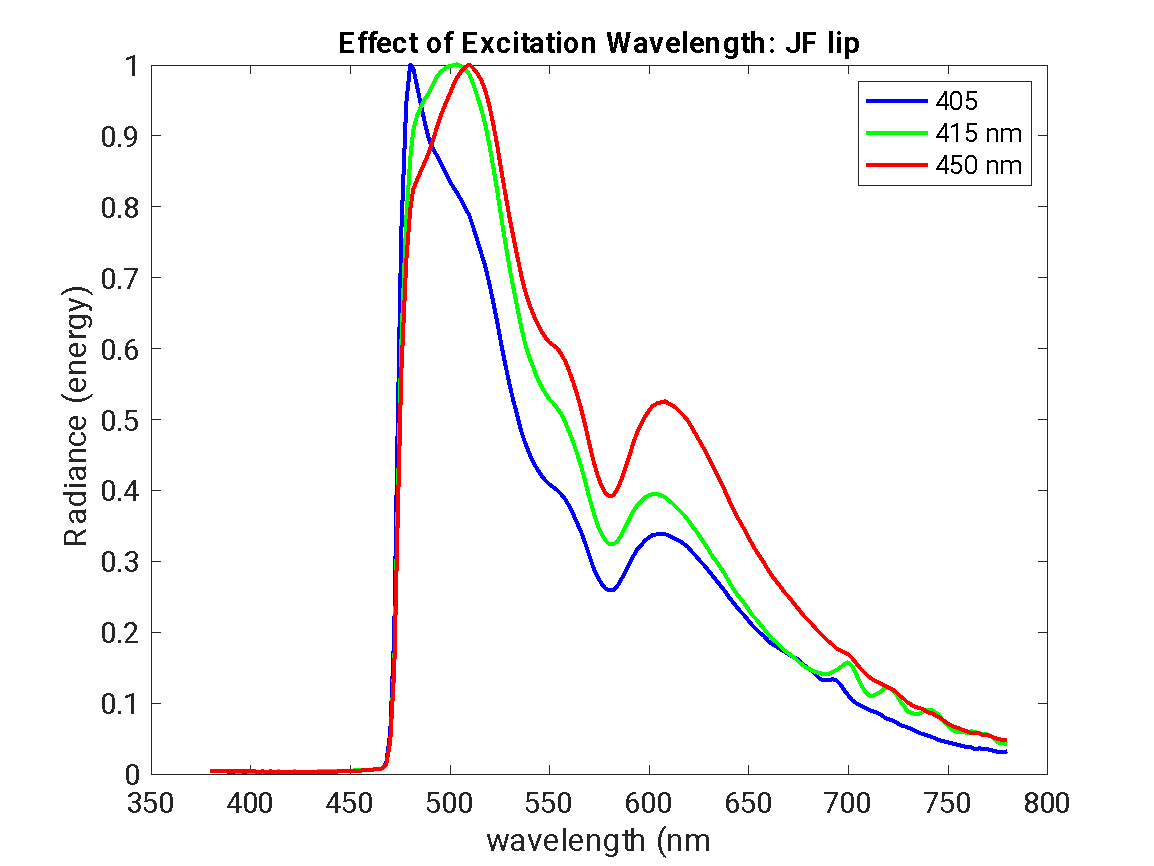 Effect of Excitation Wavelength: JF lip
405
415 nm
450 nm
Radiance (energy)
1
0.9
0.8
0.7
0.6
0.5
0.4
0.3
0.2
0.1
0
350 400 450 500 550 600 650 700 750 800
wavelength (nm